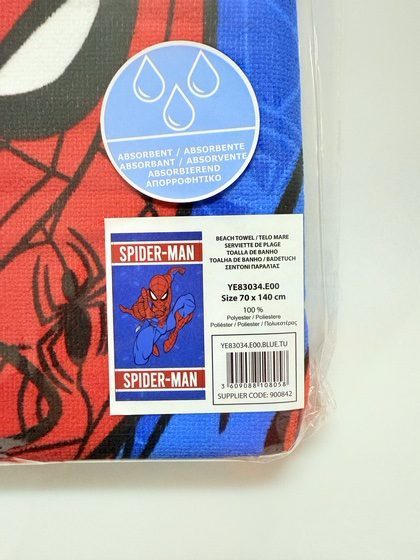 ABSORBENT / ABSORBENTE
ABSORBANT / ABSORVENTE
ABSORBIEREND
ΑΠΟΡΡΟΦΗΤΙΚΟ
SPIDER-MAN
SPIDER-MAN
BEACH TOWEL / TELO MARE
SERVIETTE DE PLAGE
TOALLA DE BANHO
TOALHA DE BANHO / BADETUCH
ΣΕΝΤΟΝΙ ΠΑΡΑΛΙΑΣ
YE83034.E00
Size 70 x 140 cm
100 %
Polyester / Poliestere
Poliéster / Poliester / Πολυεστέρας
YE83034.E00.BLUE.TU
3 609088 108058
SUPPLIER CODE: 900842